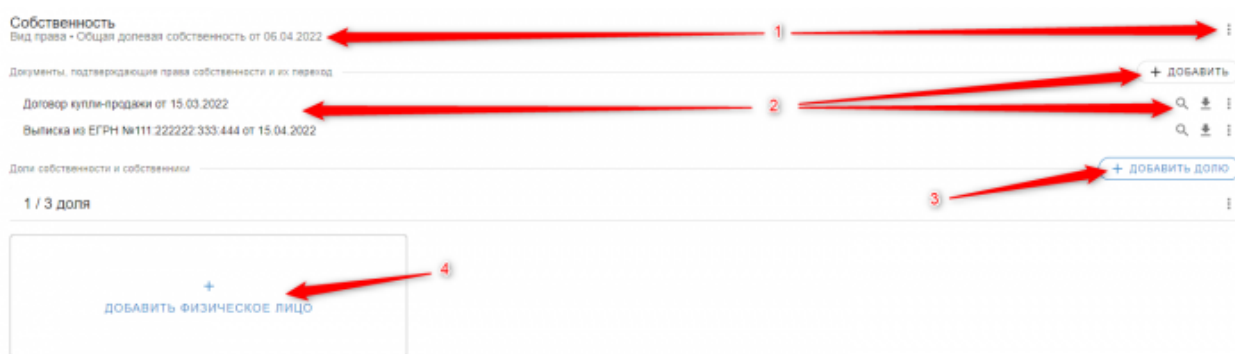 Собственность
Вид права • Общая долевая собственность от 06.04.2022
1
Документы, подтверждающие права собственности и их переход
+ ДОБАВИТЬ
Договор купли-продажи от 15.03.2022
2
Выписка из ЕГРН №111:222222:333:444 от 15.04.2022
Доли собственности и собственники
+ ДОБАВИТЬ ДОЛЮ
3
1 / 3 доля
4
+
ДОБАВИТЬ ФИЗИЧЕСКОЕ ЛИЦО